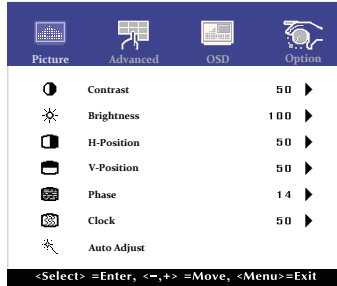 Picture Advanced OSD Option
Contrast 50
Brightness 100
H-Position 50
V-Position 50
Phase 14
Clock 50
Auto Adjust
<Select> =Enter, <−,+> =Move, <Menu>=Exit